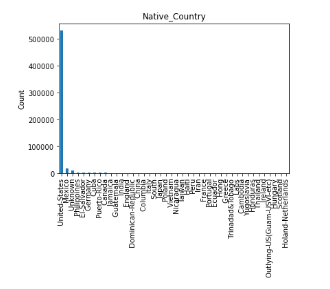 Native_Country
Count
500000
400000
300000
200000
100000
0
United-States
Mexico
Unknown
Philippines
El-Salvador
Germany
Cuba
Puerto-Rico
Canada
Jamaica
Guatemala
India
England
Dominican-Republic
China
Columbia
Italy
South
Japan
Poland
Vietnam
Nicaragua
Taiwan
Haiti
Peru
Iran
France
Portugal
Ecuador
Hong
Greece
Trinadad&Tobago
Laos
Cambodia
Yugoslavia
Honduras
Thailand
Ireland
Outlying-US(Guam-USVI-etc)
Hungary
Scotland
Holand-Netherlands